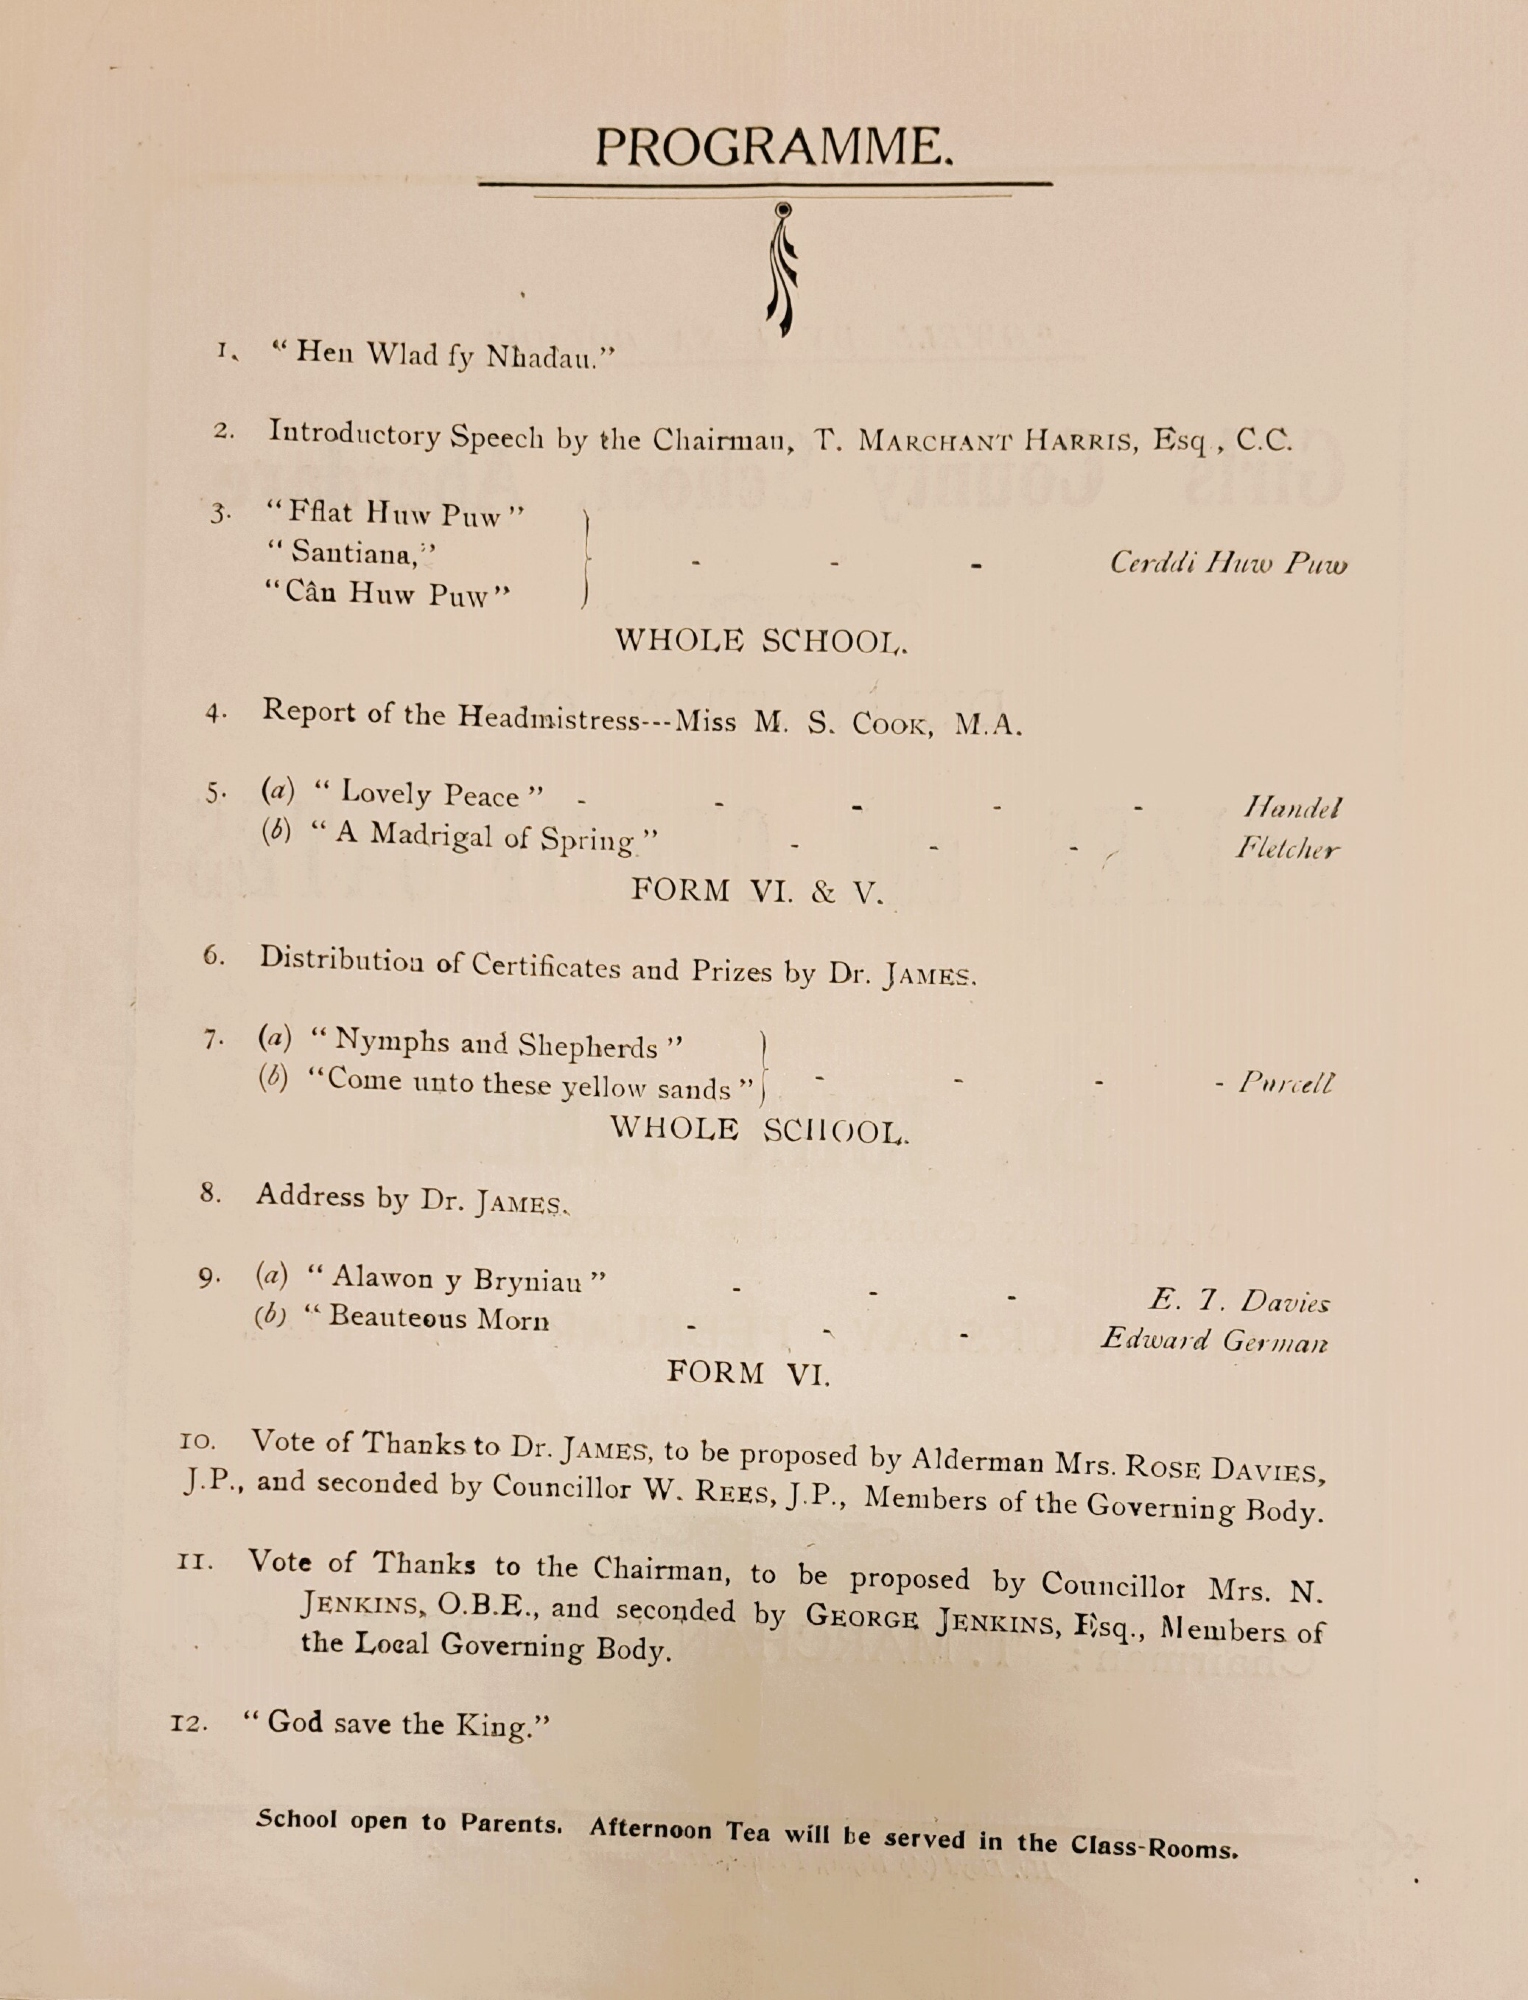 PROGRAMME.
1. "Hen Wlad fy Nhadau."
2. Introductory Speech by the Chairman, T. MARCHANT HARRIS, Esq., C.C.
3. "Fflat Huw Puw"
"Santiana,"
"Cân Huw Puw" } - - - Cerddi Huw Puw
WHOLE SCHOOL.
4. Report of the Headmistress---Miss M. S. COOK, M.A.
5. (a) "Lovely Peace" - - - - - Handel
(b) "A Madrigal of Spring" - - - Fletcher
FORM VI. & V.
6. Distribution of Certificates and Prizes by Dr. JAMES.
7. (a) "Nymphs and Shepherds"
(b) "Come unto these yellow sands" } - - - - Purcell
WHOLE SCHOOL.
8. Address by Dr. JAMES.
9. (a) "Alawon y Bryniau" - - - E. T. Davies
(b) "Beauteous Morn - - - Edward German
FORM VI.
10. Vote of Thanks to Dr. JAMES, to be proposed by Alderman Mrs. ROSE DAVIES,
J.P., and seconded by Councillor W. REES, J.P., Members of the Governing Body.
11. Vote of Thanks to the Chairman, to be proposed by Councillor Mrs. N.
JENKINS, O.B.E., and seconded by GEORGE JENKINS, Esq., Members of
the Local Governing Body.
12. "God save the King."
School open to Parents. Afternoon Tea will be served in the Class-Rooms.